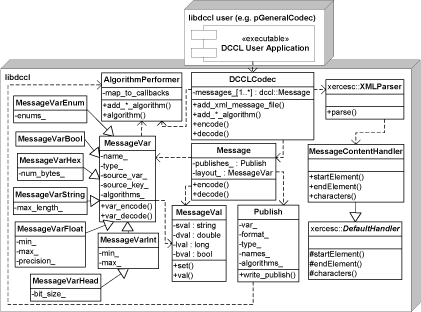 libdccl user (e.g. pGeneralCodec)
«executable»
DCCL User Application
libdccl
AlgorithmPerformer
-map_to_callbacks
+add_*_algorithm()
+algorithm()
DCCLCodec
-messages_[1..*] : dccl::Message
+add_xml_message_file()
+add_*_algorithm()
+encode()
+decode()
xercesc::XMLParser
+parse()
MessageVarEnum
-enums_
MessageVarBool
MessageVarHex
-num_bytes_
MessageVarString
-max_length_
MessageVarFloat
-min_
-max_
-precision_
MessageVarHead
-bit_size_
MessageVar
-name_
-type_
-source_var_
-source_key_
-algorithms_
+var_encode()
+var_decode()
MessageVarInt
-min_
-max_
Message
-publishes_ : Publish
-layout_ : MessageVar
+encode()
+decode()
MessageVal
-sval : string
-dval : double
-lval : long
-bval : bool
+set()
+val()
Publish
-var_
-format_
-type_
-names_
-algorithms_
+write_publish()
MessageContentHandler
+startElement()
+endElement()
+characters()
xercesc::DefaultHandler
#startElement()
#endElement()
#characters()